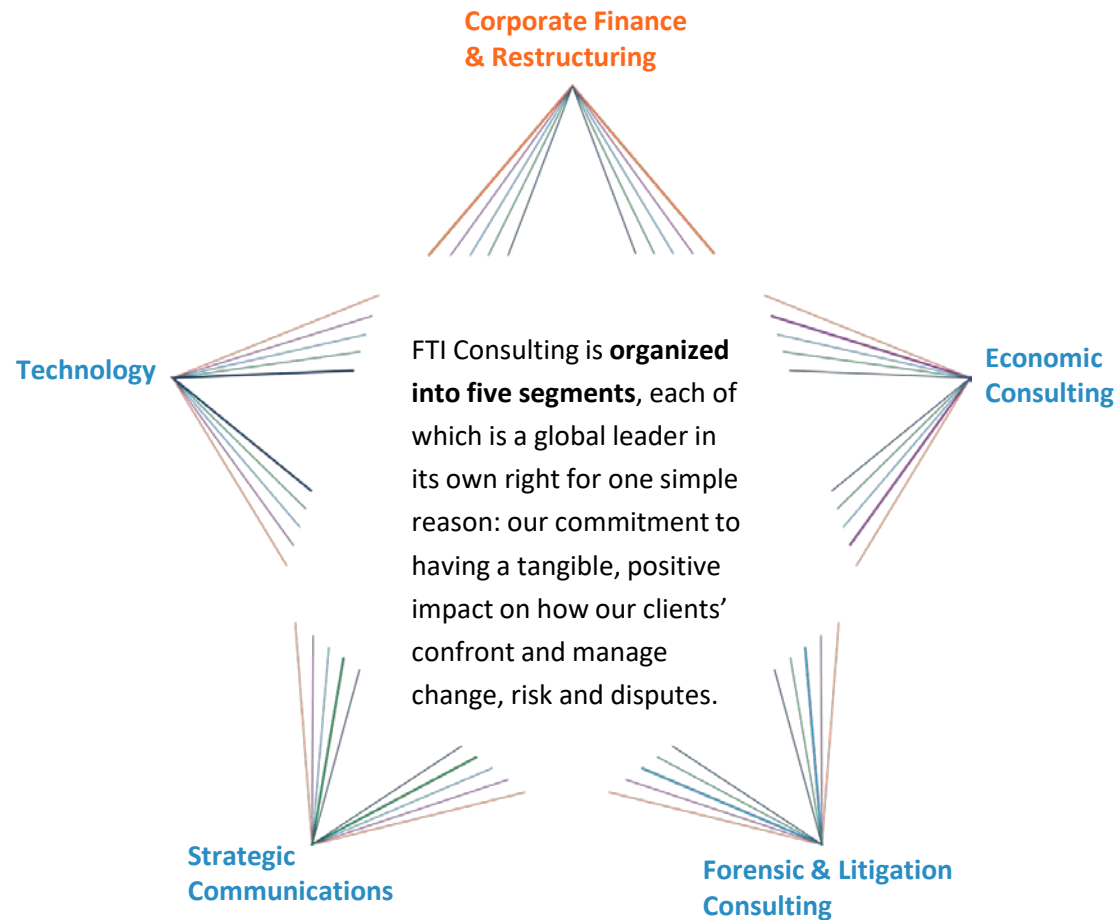 Corporate Finance
& Restructuring
Technology
Economic
Consulting
FTI Consulting is organized
into five segments, each of
which is a global leader in
its own right for one simple
reason: our commitment to
having a tangible, positive
impact on how our clients’
confront and manage
change, risk and disputes.
Strategic
Communications
Forensic & Litigation
Consulting